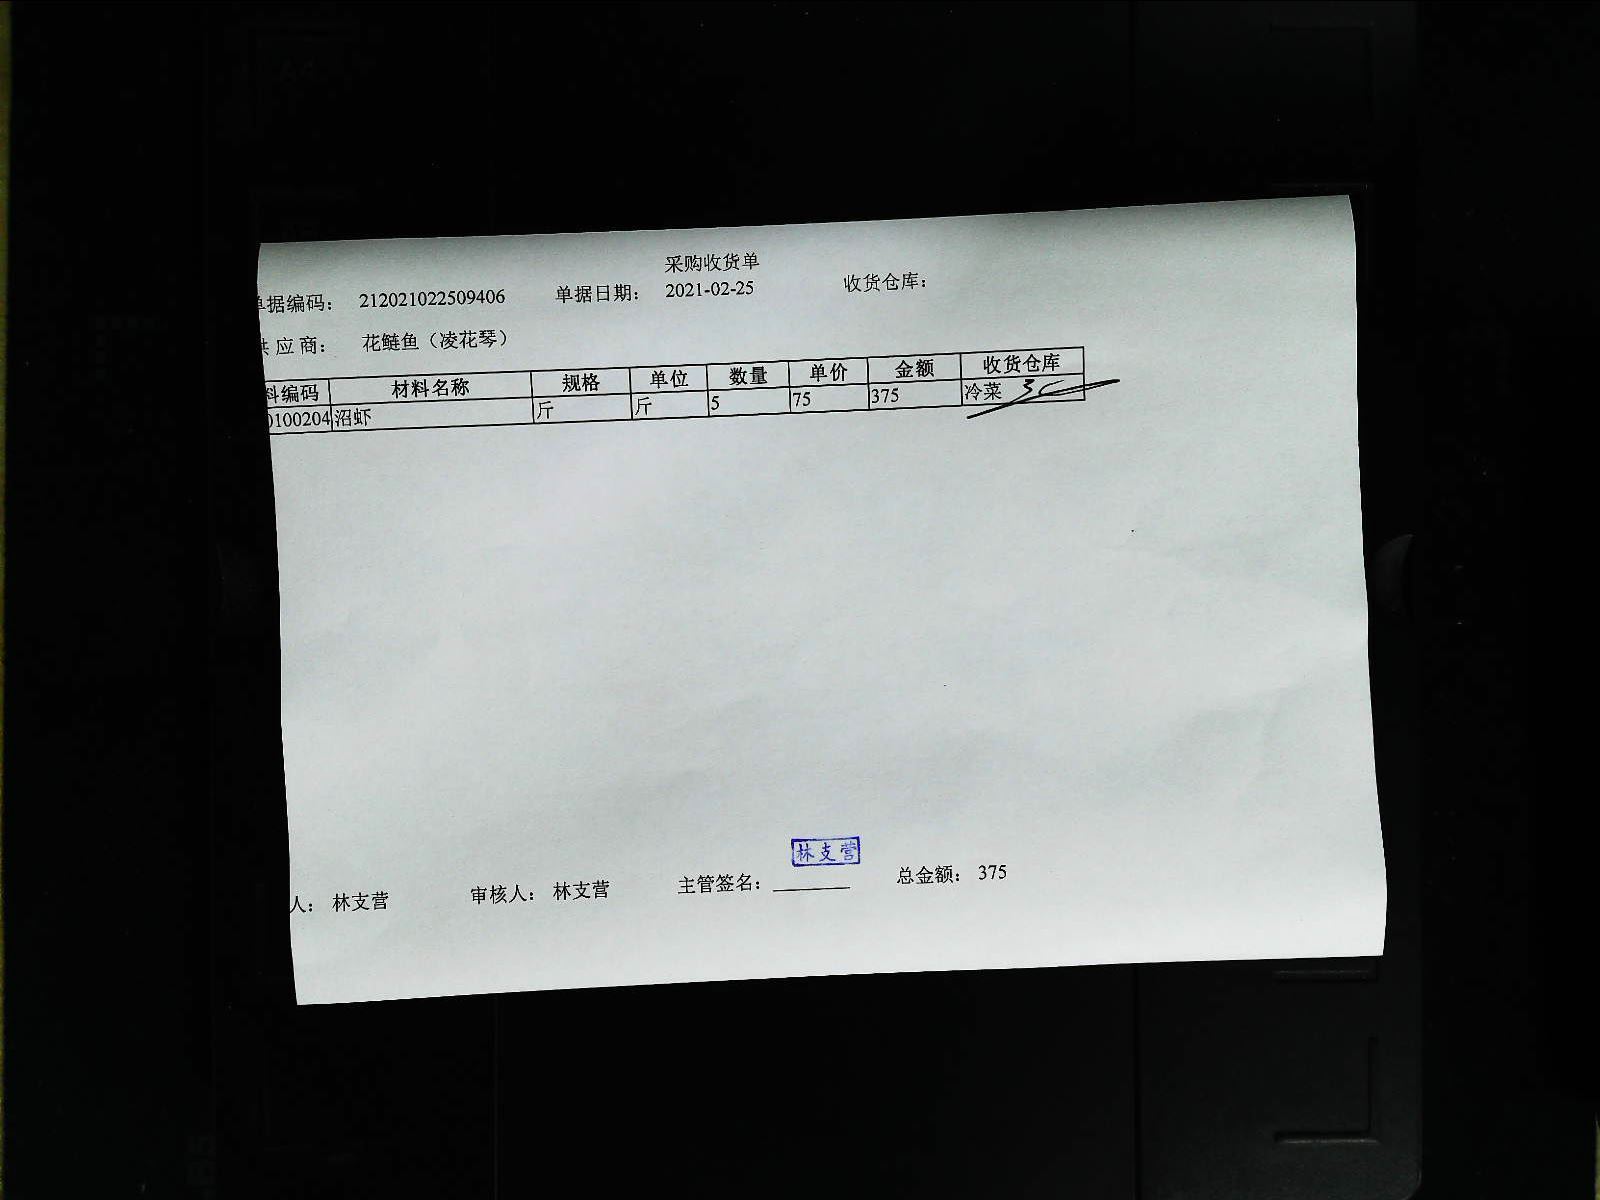 采购收货单
单据编码： 212021022509406 单据日期： 2021-02-25 收货仓库：
供应商： 花鲢鱼（凌花琴）
料编码 材料名称 规格 单位 数量 单价 金额 收货仓库
0100204 沼虾 斤 斤 5 75 375 冷菜
林支营
人： 林支营 审核人： 林支营 主管签名： 总金额： 375